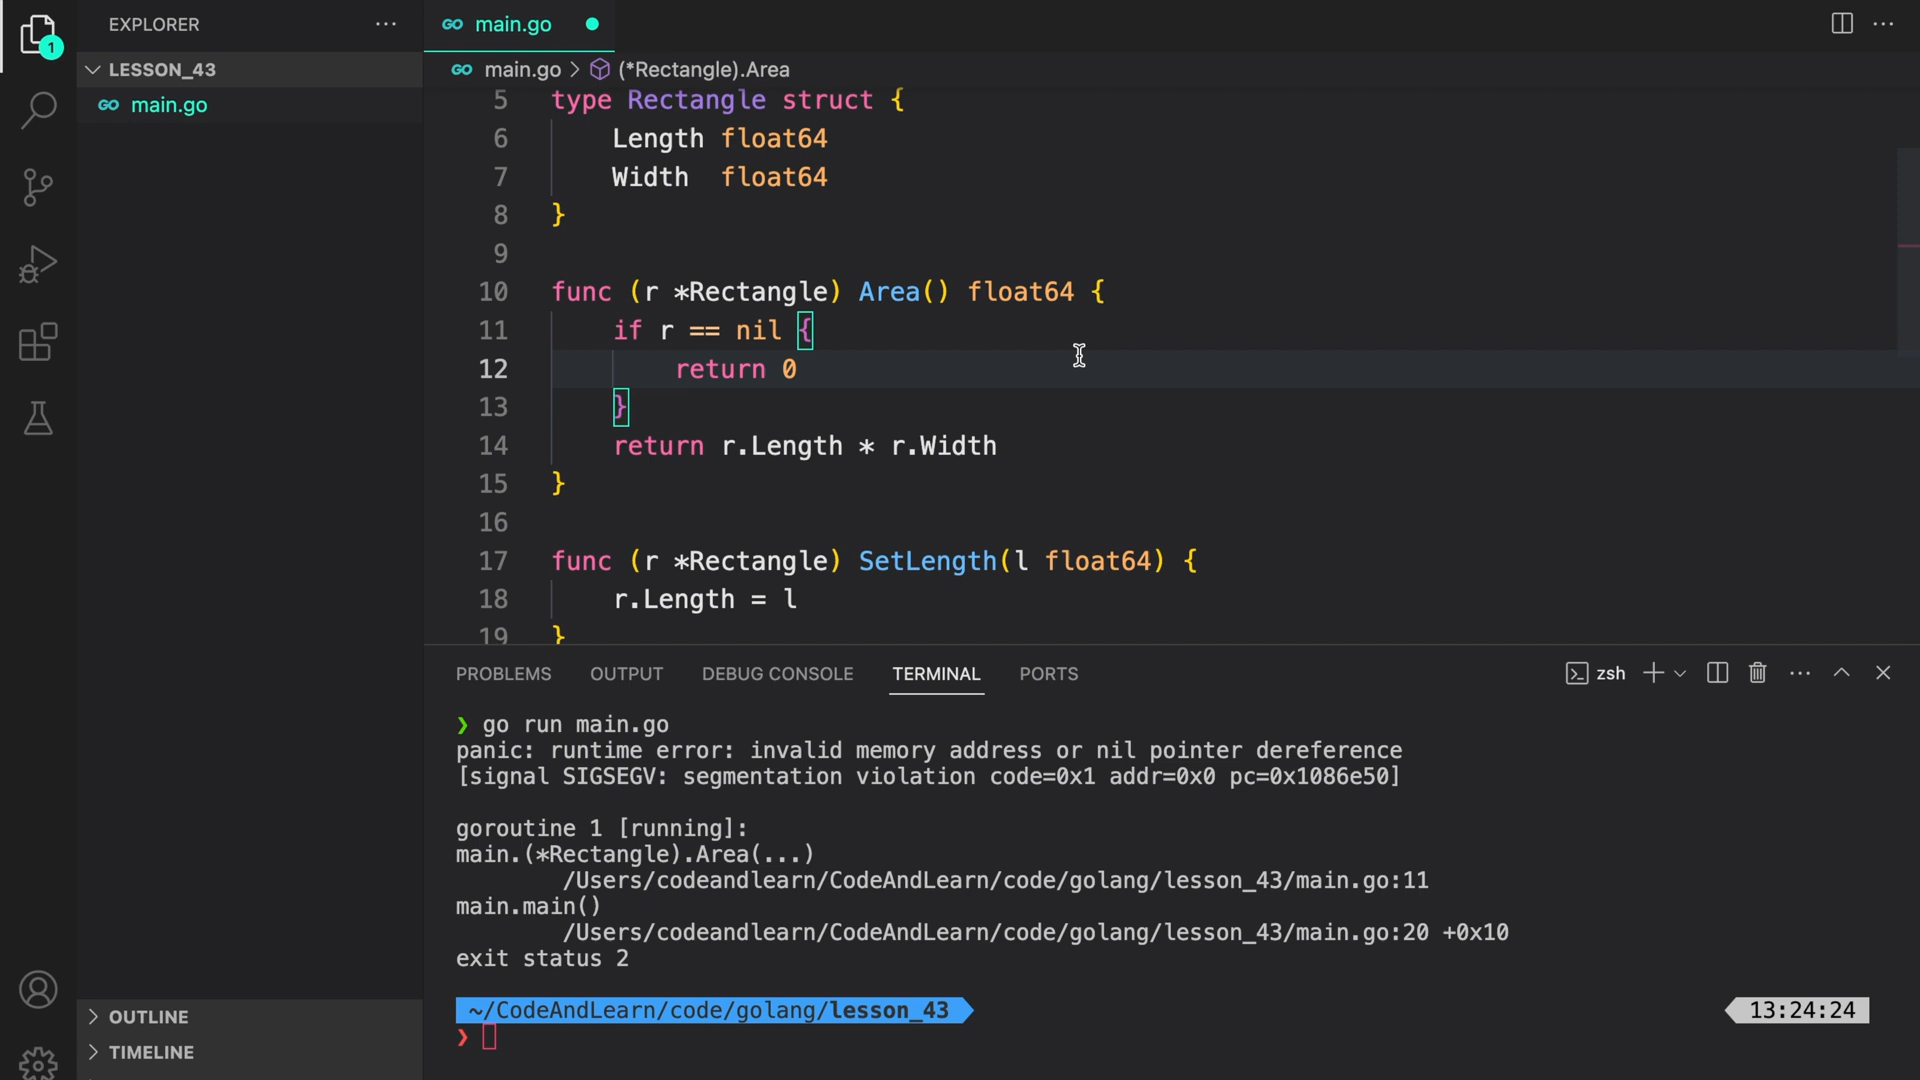 EXPLORER
main.go
1
LESSON_43
main.go > (*Rectangle).Area
main.go
5 type Rectangle struct {
6 Length float64
7 Width float64
8 }
9
10 func (r *Rectangle) Area() float64 {
11 if r == nil {
12 return 0
13 }
14 return r.Length * r.Width
15 }
16
17 func (r *Rectangle) SetLength(l float64) {
18 r.Length = l
19 }
PROBLEMS OUTPUT DEBUG CONSOLE TERMINAL PORTS zsh
❯ go run main.go
panic: runtime error: invalid memory address or nil pointer dereference
[signal SIGSEGV: segmentation violation code=0x1 addr=0x0 pc=0x1086e50]
goroutine 1 [running]:
main.(*Rectangle).Area(...)
/Users/codeandlearn/CodeAndLearn/code/golang/lesson_43/main.go:11
main.main()
/Users/codeandlearn/CodeAndLearn/code/golang/lesson_43/main.go:20 +0x10
exit status 2
~/CodeAndLearn/code/golang/lesson_43 13:24:24
❯
OUTLINE
TIMELINE